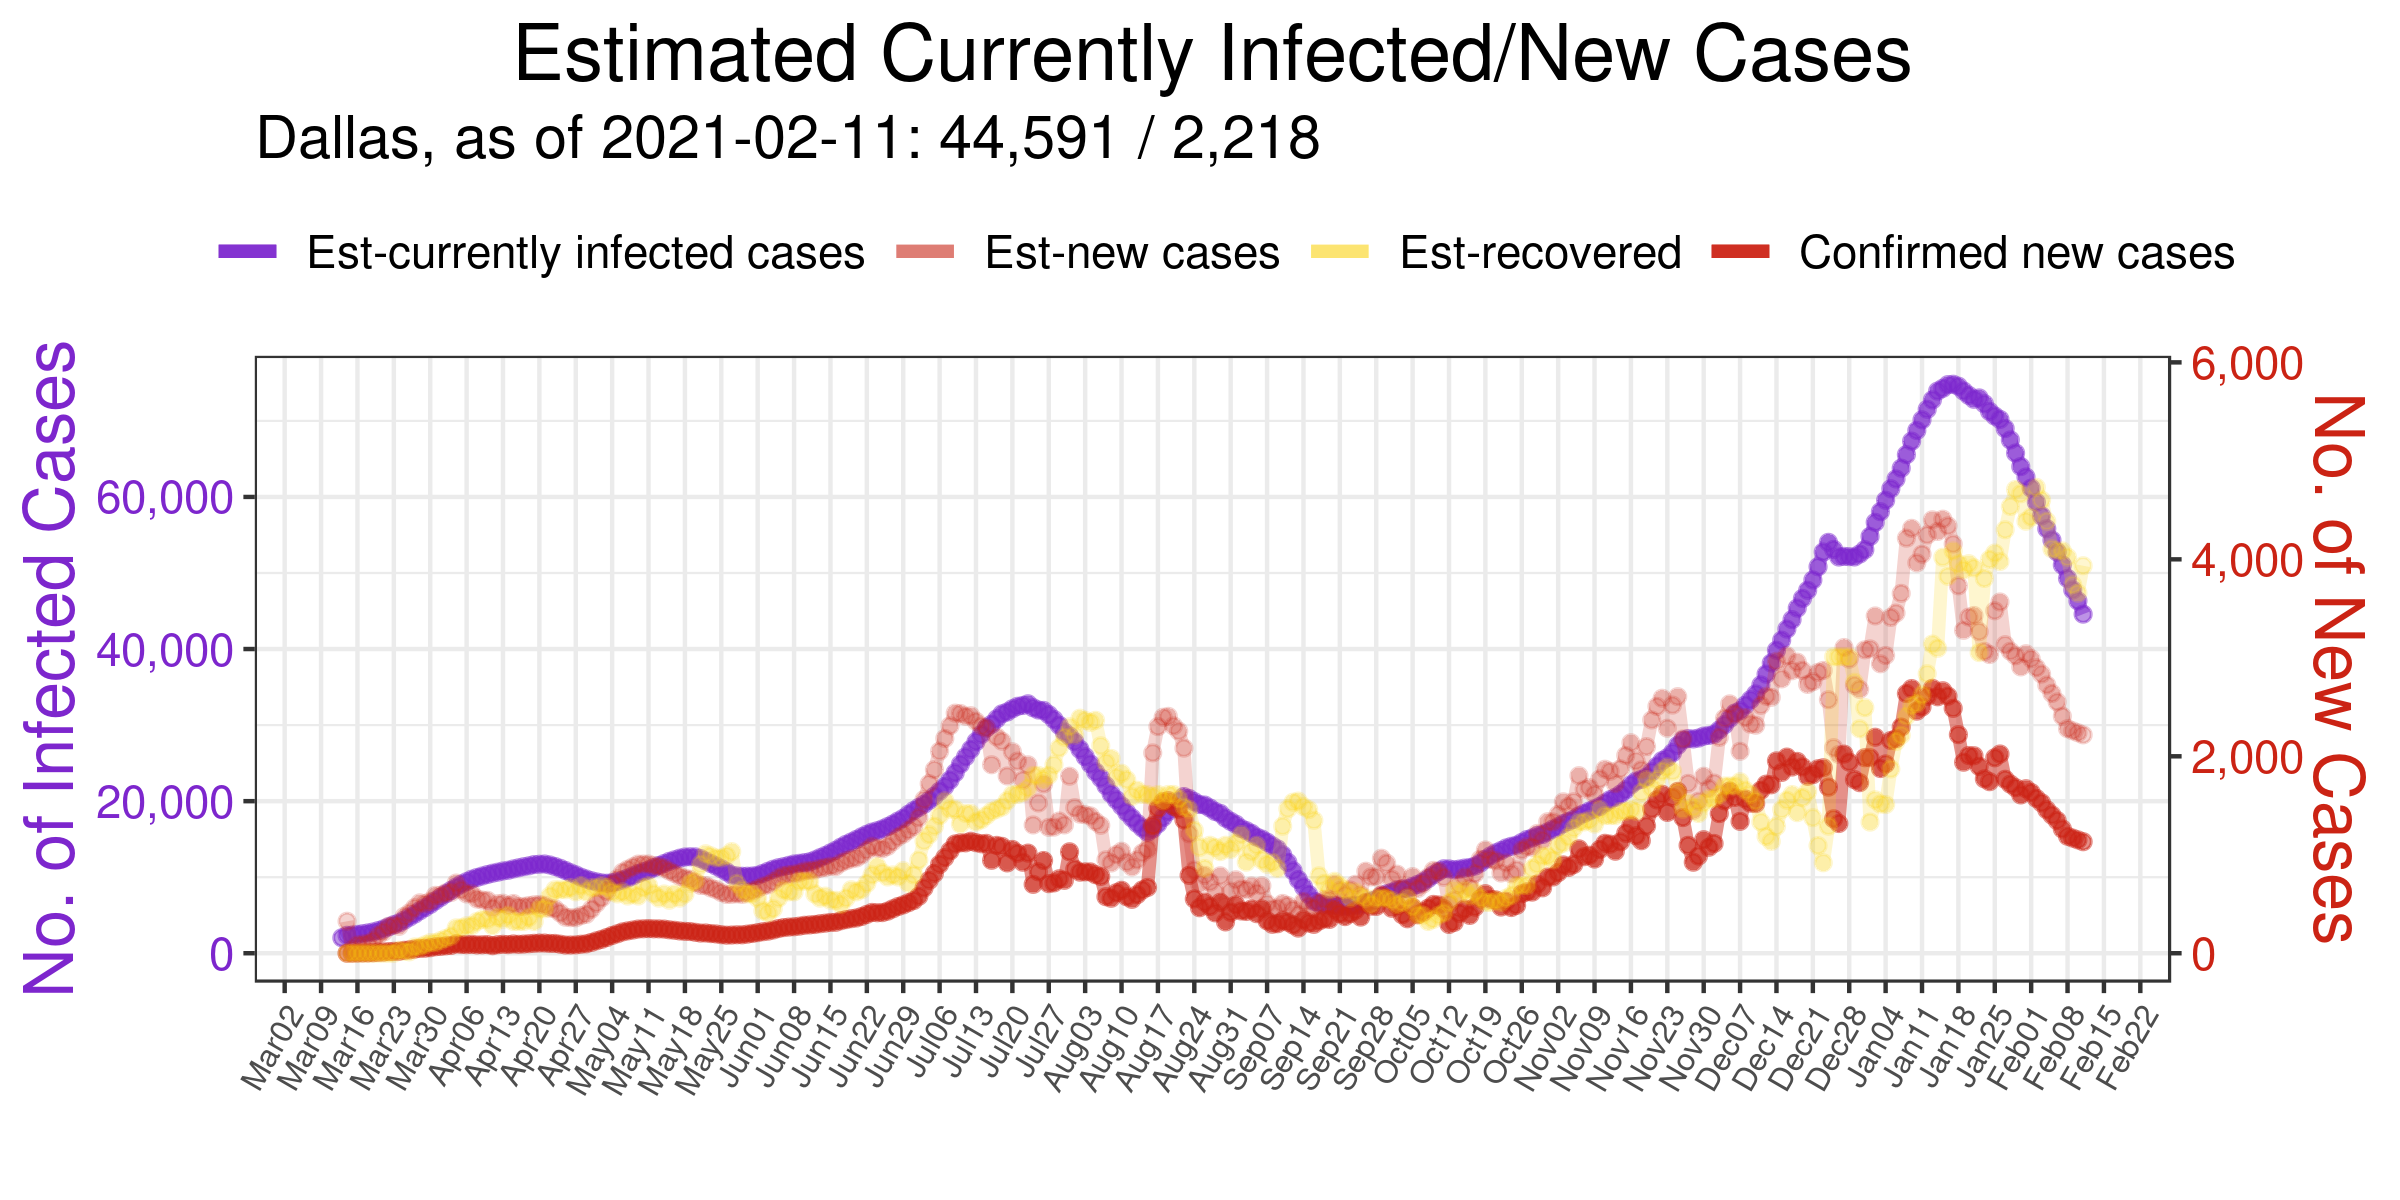 Estimated Currently Infected/New Cases
Dallas, as of 2021-02-11: 44,591 / 2,218
Est-currently infected cases
Est-new cases
Est-recovered
Confirmed new cases
No. of Infected Cases
60,000
40,000
20,000
0
6,000
4,000
2,000
0
No. of New Cases
Mar02
Mar09
Mar16
Mar23
Mar30
Apr06
Apr13
Apr20
Apr27
May04
May11
May18
May25
Jun01
Jun08
Jun15
Jun22
Jun29
Jul06
Jul13
Jul20
Jul27
Aug03
Aug10
Aug17
Aug24
Aug31
Sep07
Sep14
Sep21
Sep28
Oct05
Oct12
Oct19
Oct26
Nov02
Nov09
Nov16
Nov23
Nov30
Dec07
Dec14
Dec21
Dec28
Jan04
Jan11
Jan18
Jan25
Feb01
Feb08
Feb15
Feb22